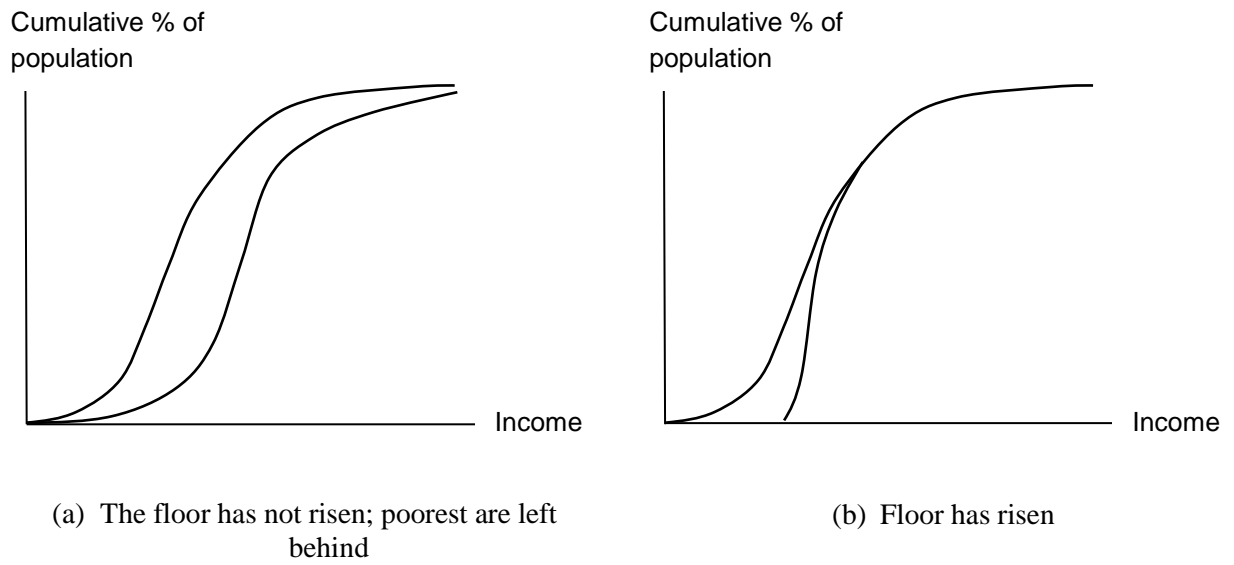 Cumulative % of
population
Income
(a) The floor has not risen; poorest are left
behind
Cumulative % of
population
Income
(b) Floor has risen